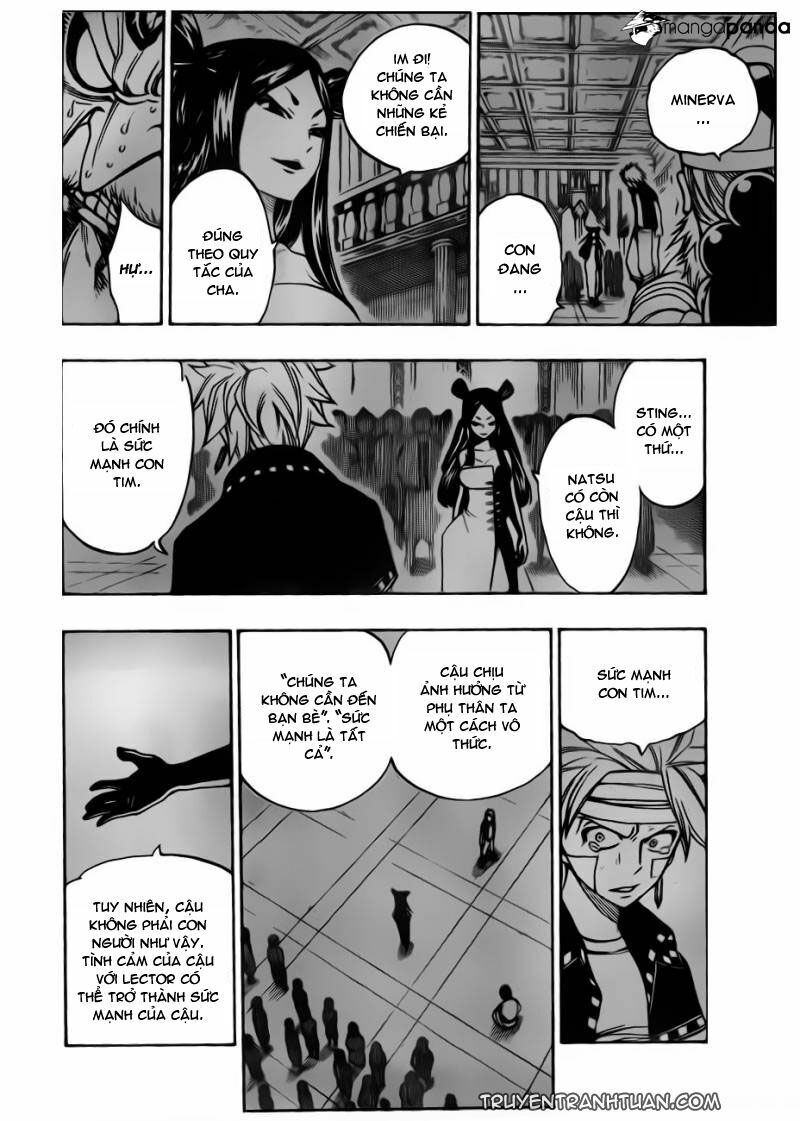 mangapanda
MINERVA
...
CON
ĐANG
...
IM ĐI!
CHÚNG TA
KHÔNG CẦN
NHỮNG KẺ
CHIẾN BẠI.
ĐÚNG
THEO QUY
TẮC CỦA
CHA.
HỰ...
STING...
CÓ MỘT
THỨ...
NATSU
CÓ CÒN
CẬU THÌ
KHÔNG.
ĐÓ CHÍNH
LÀ SỨC
MẠNH CON
TIM.
SỨC MẠNH
CON TIM...
CẬU CHỊU
ẢNH HƯỞNG TỪ
PHỤ THÂN TA
MỘT CÁCH VÔ
THỨC.
“CHÚNG TA
KHÔNG CẦN ĐẾN
BẠN BÈ”. “SỨC
MẠNH LÀ TẤT
CẢ”.
TUY NHIÊN, CẬU
KHÔNG PHẢI CON
NGƯỜI NHƯ VẬY.
TÌNH CẢM CỦA CẬU
VỚI LECTOR CÓ
THỂ TRỞ THÀNH SỨC
MẠNH CỦA CẬU.
TRUYENTRANHTUAN.COM